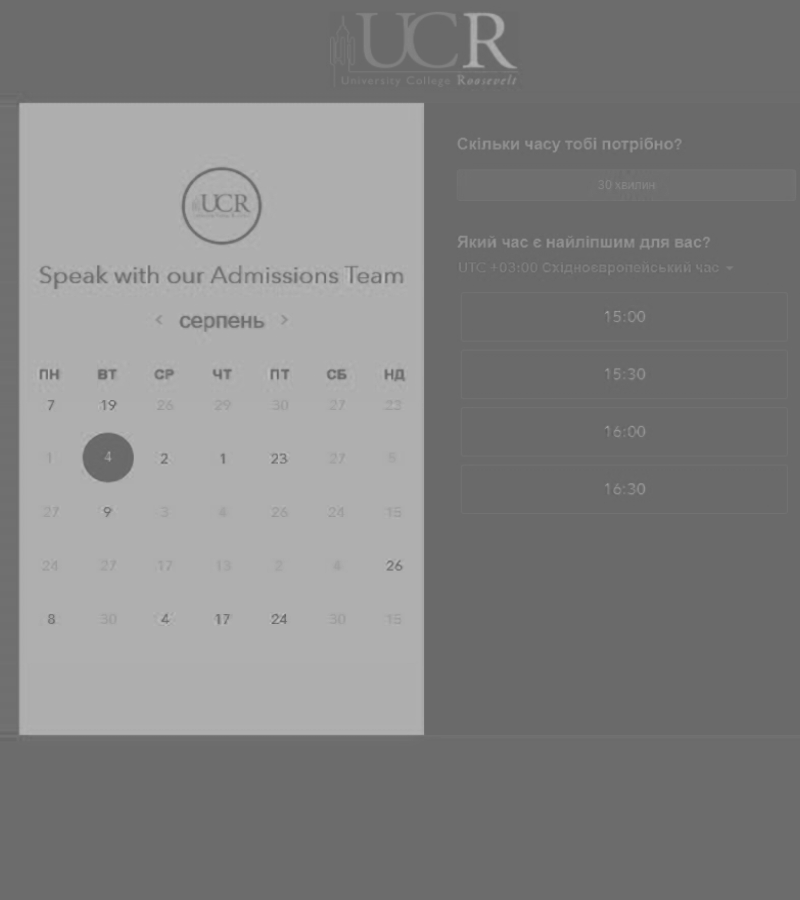 UCR
University College Roosevelt
UCR
Speak with our Admissions Team
< серпень >
ПН ВТ СР ЧТ ПТ СБ НД
7 19 26 29 30 27 23
1 4 2 1 23 27 6
27 9 3 4 26 24 15
24 27 17 13 2 4 26
8 30 4 17 24 30 15
Скільки часу тобі потрібно?
30 хвилин
Який час є найліпшим для вас?
UTC +03:00 Східноєвропейський час
15:00
15:30
16:00
16:30